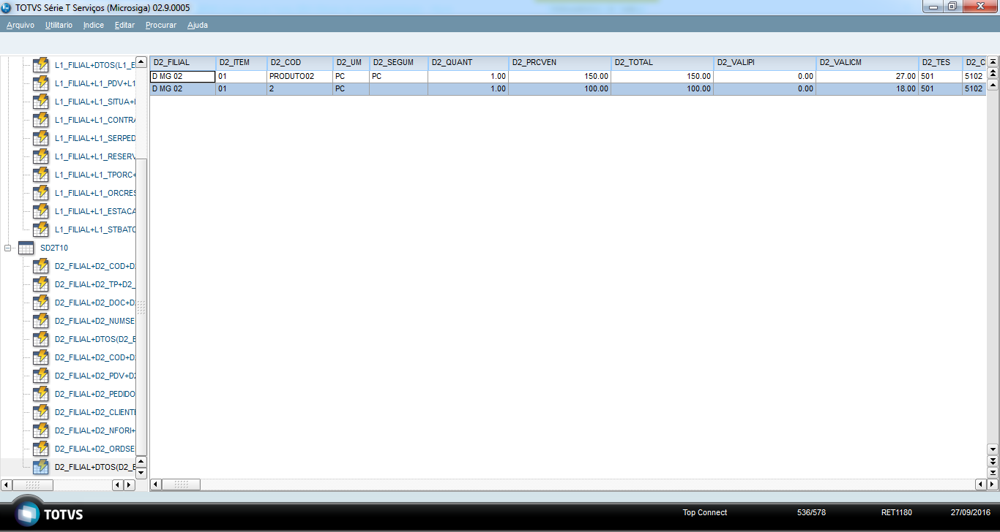 TOTVS Série T Serviços (Microsiga) 02.9.0005
Arquivo Utilitario Indice Editar Procurar Ajuda
L1_FILIAL+DTOS(L1_E
L1_FILIAL+L1_PDV+L1
L1_FILIAL+L1_SITUA+
L1_FILIAL+L1_CONTRA
L1_FILIAL+L1_SERPED
L1_FILIAL+L1_RESERV
L1_FILIAL+L1_TPORC+
L1_FILIAL+L1_ORCRES
L1_FILIAL+L1_ESTACA
L1_FILIAL+L1_STBATC
SD2T10
D2_FILIAL+D2_COD+D2
D2_FILIAL+D2_TP+D2_
D2_FILIAL+D2_DOC+D2
D2_FILIAL+D2_NUMSE
D2_FILIAL+DTOS(D2_E
D2_FILIAL+D2_COD+D2
D2_FILIAL+D2_PDV+D2
D2_FILIAL+D2_PEDIDO
D2_FILIAL+D2_CLIENTE
D2_FILIAL+D2_NFORI+
D2_FILIAL+D2_ORDSE
D2_FILIAL+DTOS(D2_E
D2_FILIAL D2_ITEM D2_COD D2_UM D2_SEGUM D2_QUANT D2_PRCVEN D2_TOTAL D2_VALIPI D2_VALICM D2_TES D2_C
D MG 02 01 PRODUTO02 PC PC 1.00 150.00 150.00 0.00 27.00 501 5102
D MG 02 01 2 PC 1.00 100.00 100.00 0.00 18.00 501 5102
TOTVS Top Connect 536/578 RET1180 27/09/2016